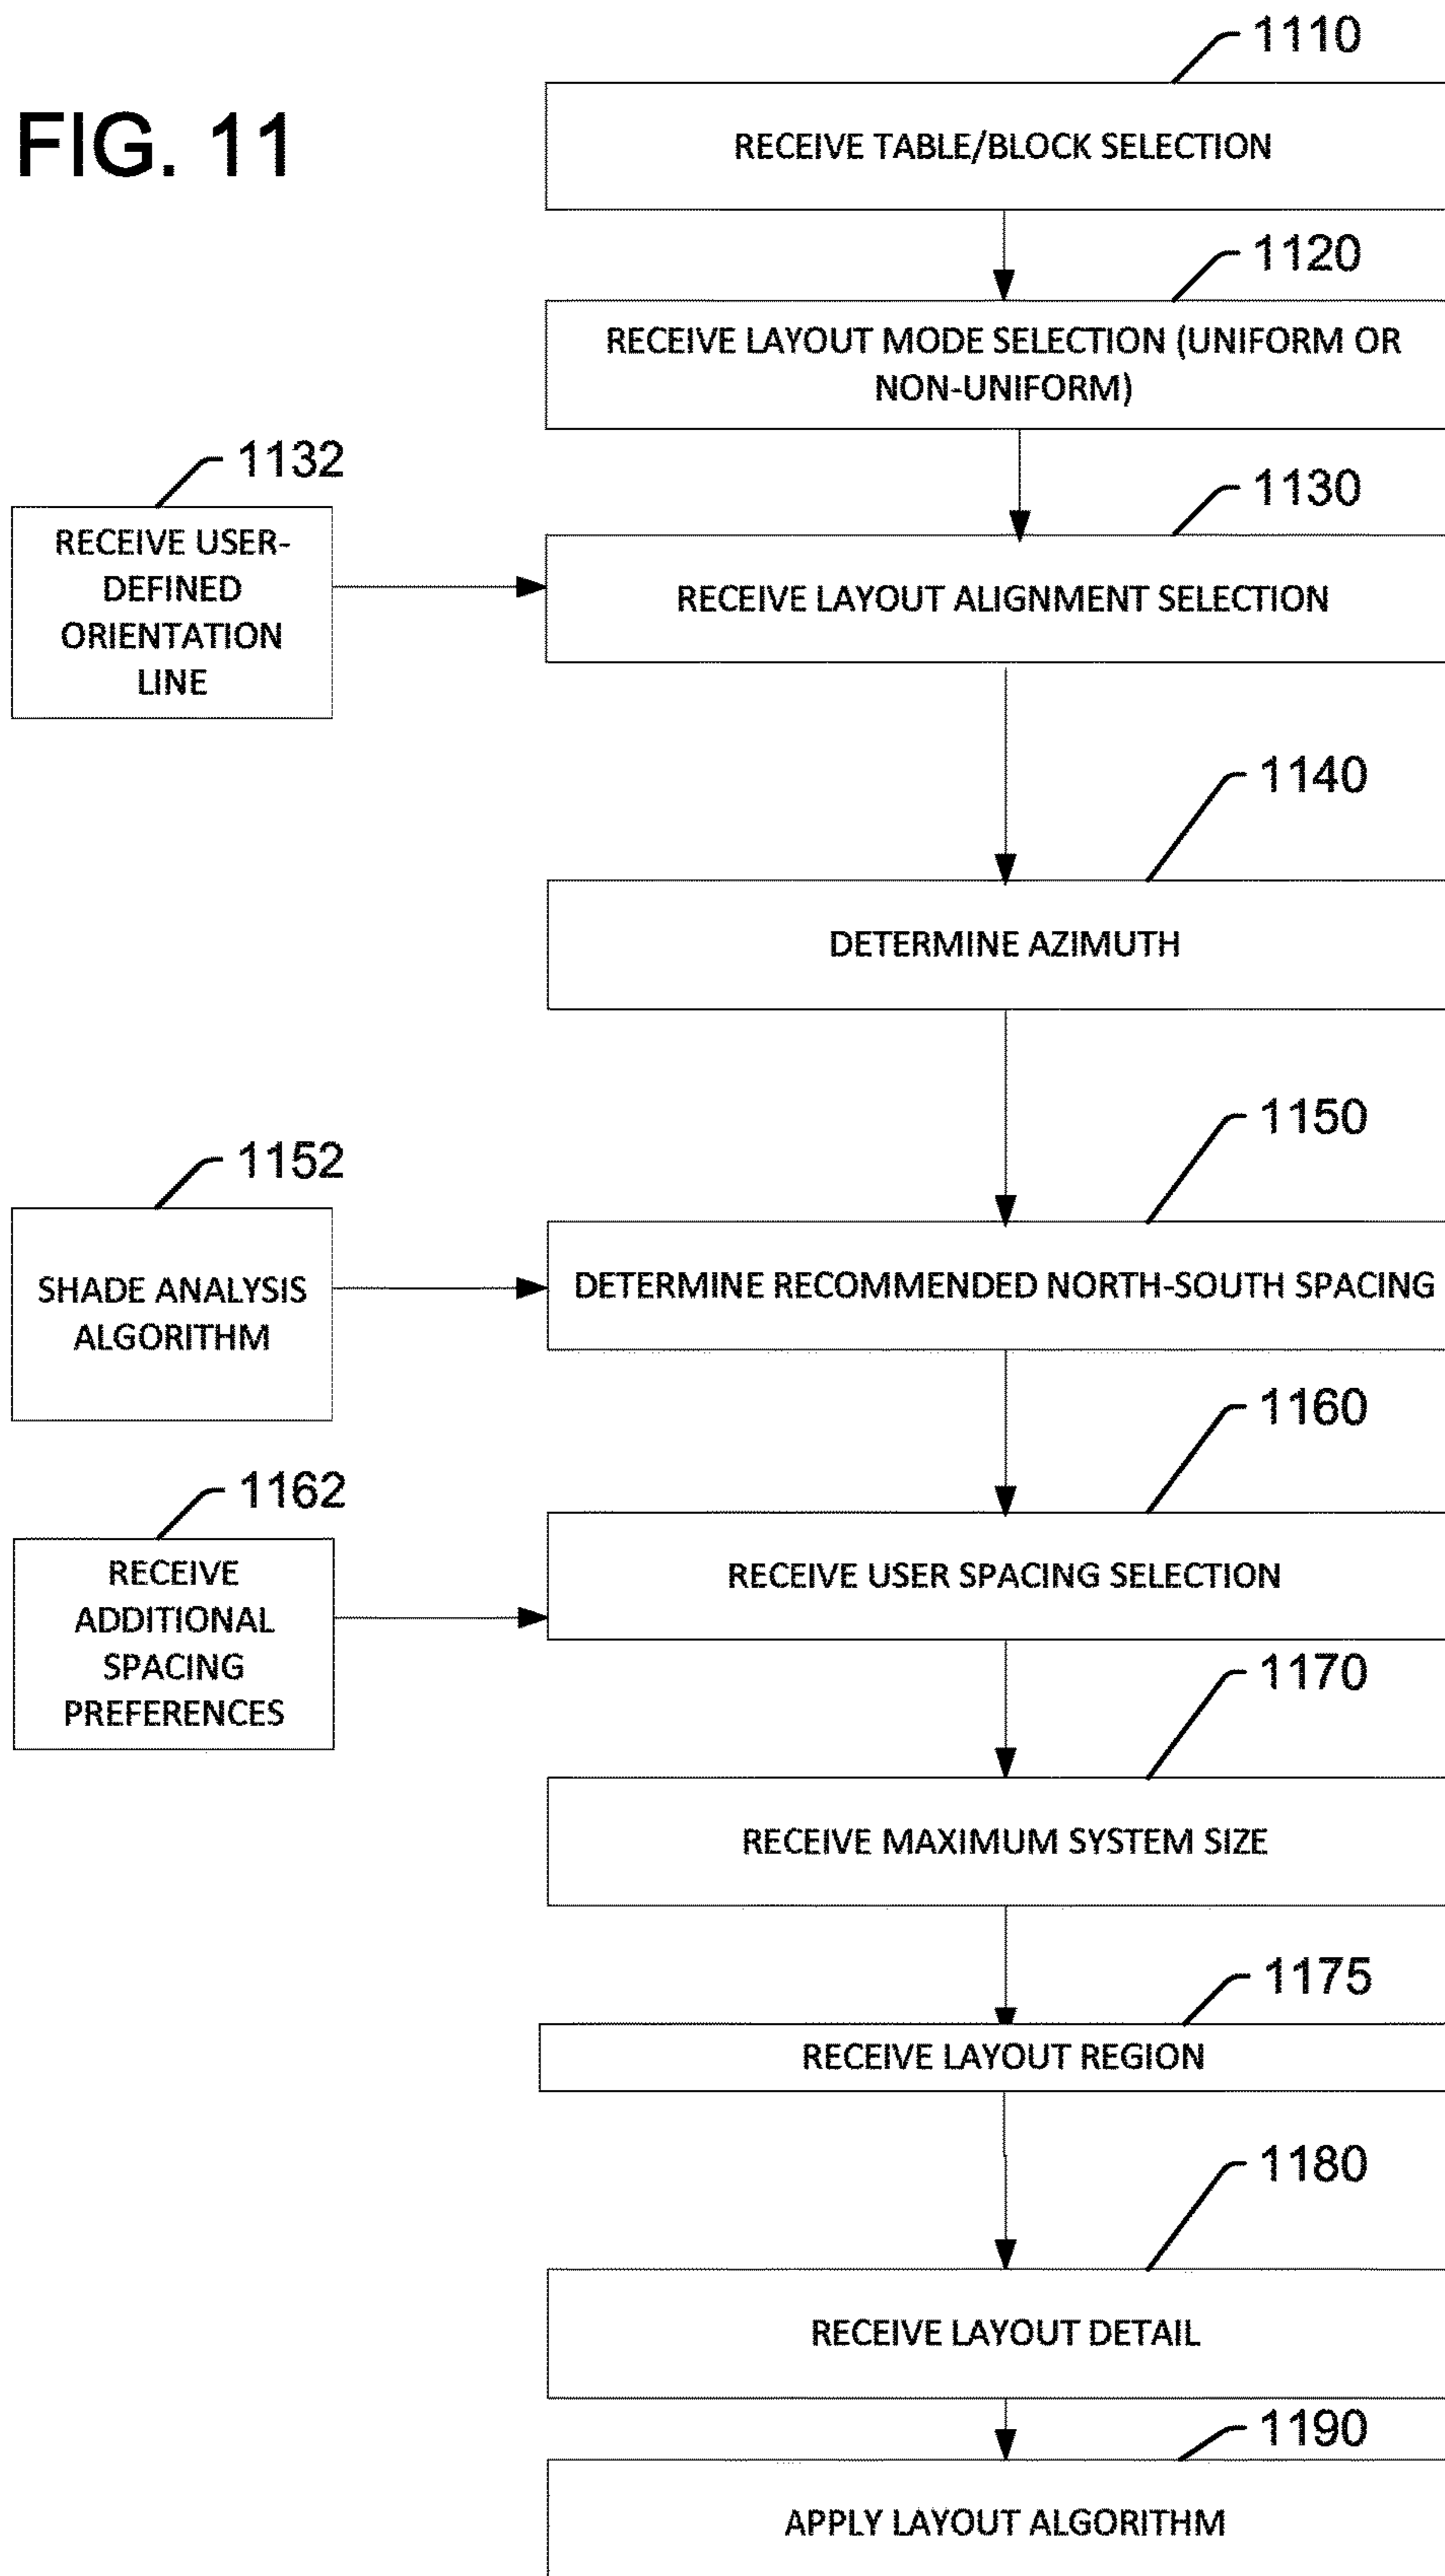 FIG. 11
1110
RECEIVE TABLE/BLOCK SELECTION
1120
RECEIVE LAYOUT MODE SELECTION (UNIFORM OR
NON-UNIFORM)
1132
RECEIVE USER-
DEFINED
ORIENTATION
LINE
1130
RECEIVE LAYOUT ALIGNMENT SELECTION
1140
DETERMINE AZIMUTH
1152
SHADE ANALYSIS
ALGORITHM
1150
DETERMINE RECOMMENDED NORTH-SOUTH SPACING
1162
RECEIVE
ADDITIONAL
SPACING
PREFERENCES
1160
RECEIVE USER SPACING SELECTION
1170
RECEIVE MAXIMUM SYSTEM SIZE
1175
RECEIVE LAYOUT REGION
1180
RECEIVE LAYOUT DETAIL
1190
APPLY LAYOUT ALGORITHM